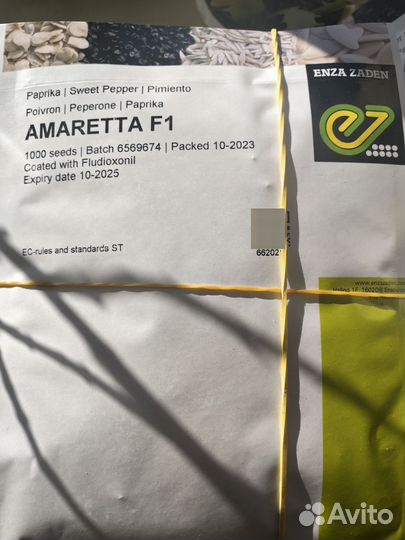 Paprika | Sweet Pepper | Pimiento
Poivron | Peperone | Paprika
AMARETTA F1
1000 seeds | Batch 6569674 | Packed 10-2023
Coated with Fludioxonil
Expiry date 10-2025
EC-rules and standards ST
66202
ENZA ZADEN
Avito